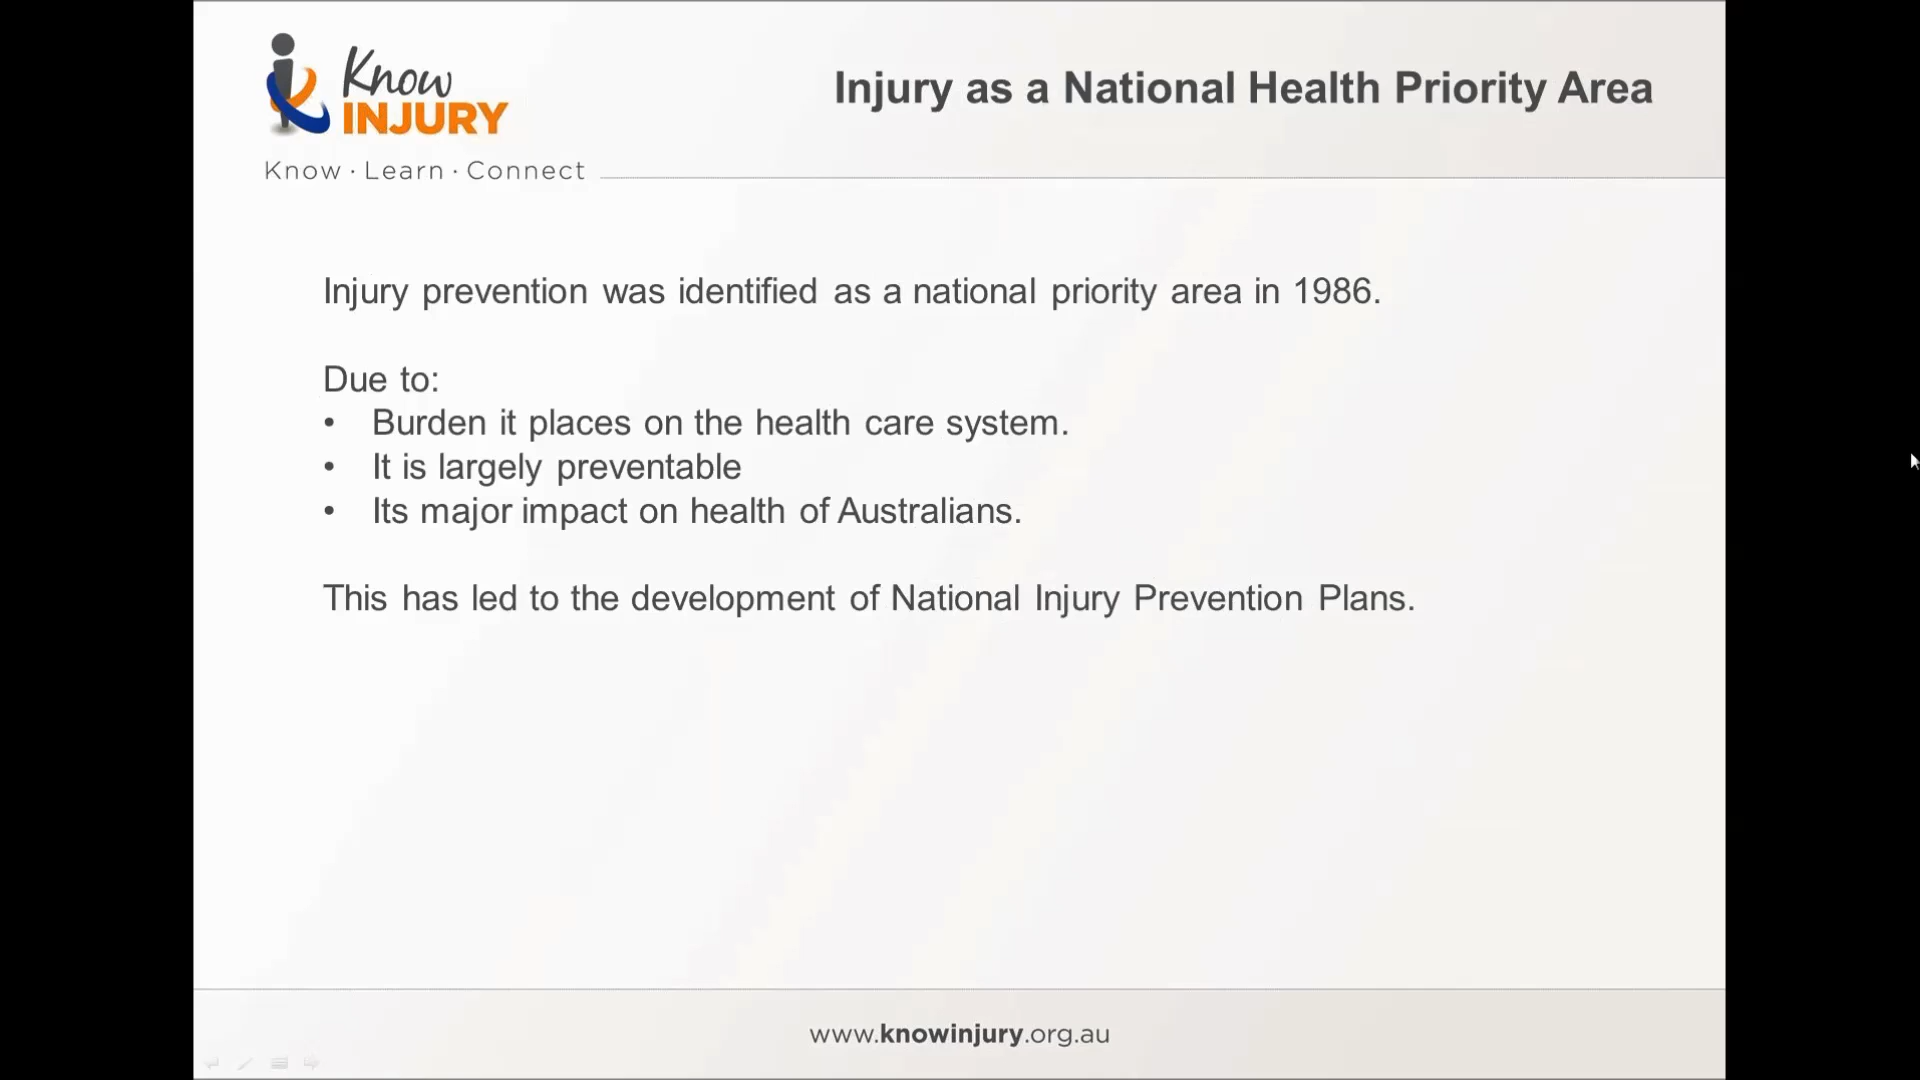 Know
INJURY
Know · Learn · Connect
Injury as a National Health Priority Area
Injury prevention was identified as a national priority area in 1986.
Due to:
• Burden it places on the health care system.
• It is largely preventable
• Its major impact on health of Australians.
This has led to the development of National Injury Prevention Plans.
www.knowinjury.org.au